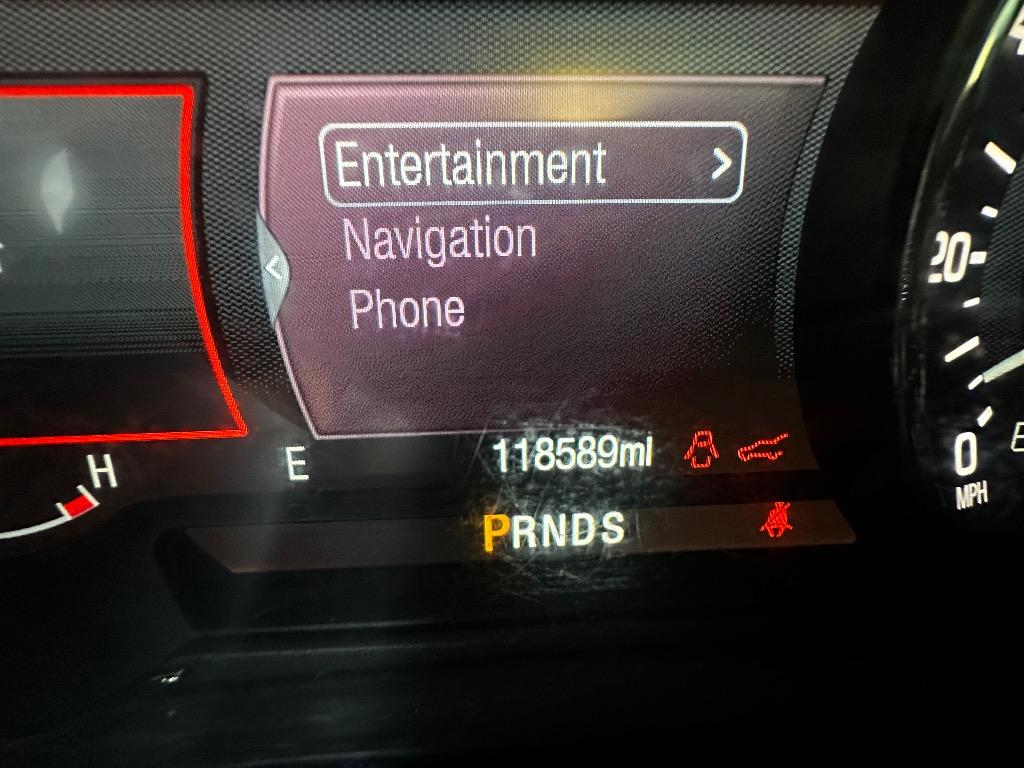 Entertainment >
Navigation
Phone
20
H
E
118589mi
0
E
MPH
PRNDS